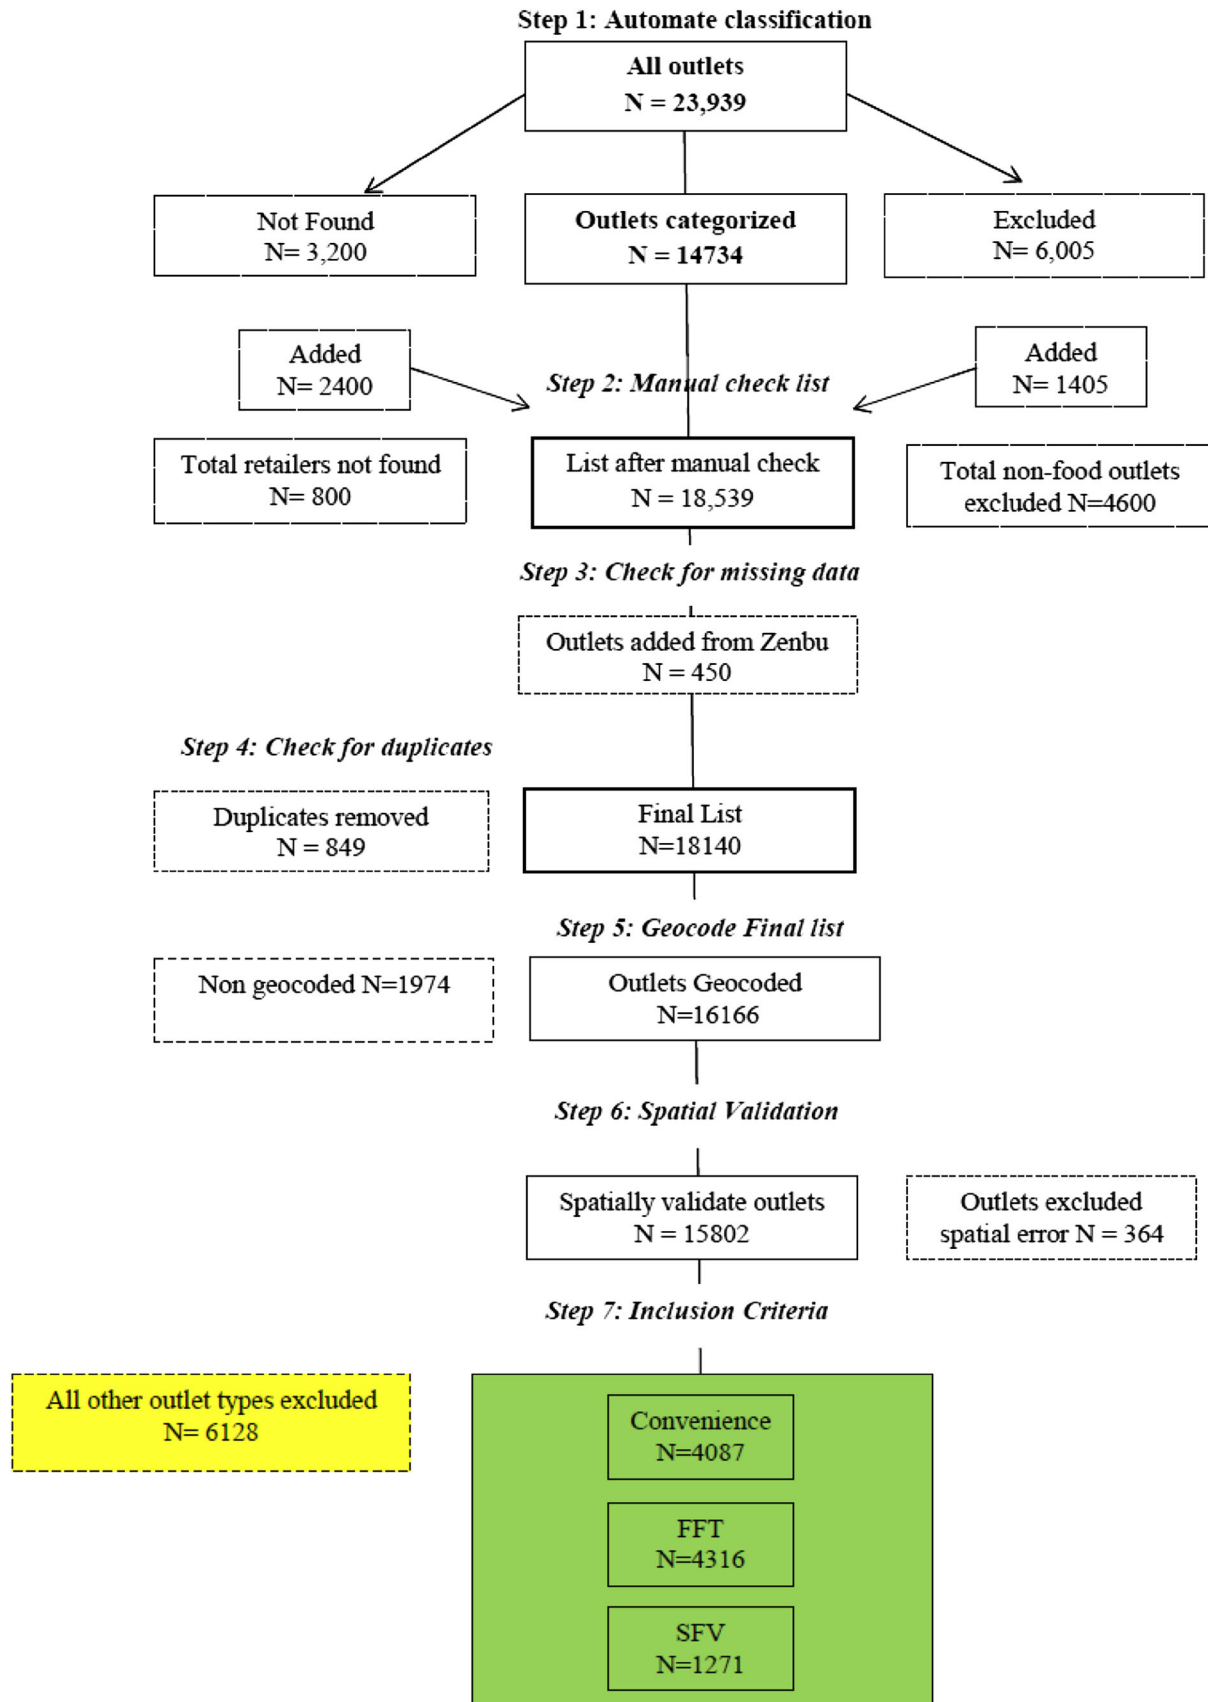 Step 1: Automate classification
All outlets
N = 23,939
Not Found
N= 3,200
Outlets categorized
N = 14734
Excluded
N= 6,005
Added
N= 2400
Step 2: Manual check list
Added
N= 1405
Total retailers not found
N= 800
List after manual check
N = 18,539
Total non-food outlets
excluded N=4600
Step 3: Check for missing data
Outlets added from Zenbu
N = 450
Step 4: Check for duplicates
Duplicates removed
N = 849
Final List
N=18140
Step 5: Geocode Final list
Non geocoded N=1974
Outlets Geocoded
N=16166
Step 6: Spatial Validation
Spatially validate outlets
N = 15802
Outlets excluded
spatial error N = 364
Step 7: Inclusion Criteria
All other outlet types excluded
N= 6128
Convenience
N=4087
FFT
N=4316
SFV
N=1271